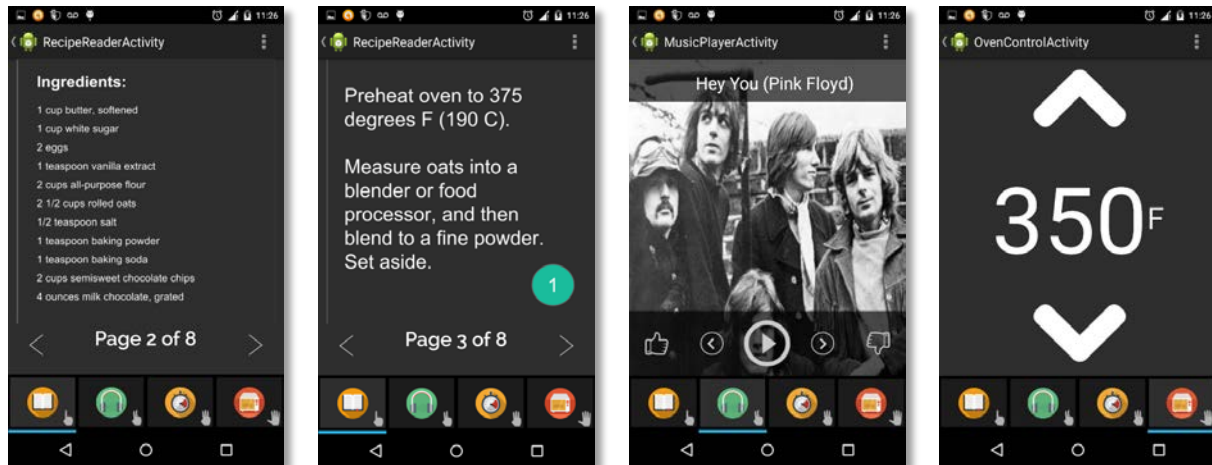 11:26
RecipeReaderActivity
Ingredients:
1 cup butter, softened
1 cup white sugar
2 eggs
1 teaspoon vanilla extract
2 cups all-purpose flour
2 1/2 cups rolled oats
1/2 teaspoon salt
1 teaspoon baking powder
1 teaspoon baking soda
2 cups semisweet chocolate chips
4 ounces milk chocolate, grated
Page 2 of 8
11:26
RecipeReaderActivity
Preheat oven to 375
degrees F (190 C).
Measure oats into a
blender or food
processor, and then
blend to a fine powder.
Set aside.
1
Page 3 of 8
11:26
MusicPlayerActivity
Hey You (Pink Floyd)
11:26
OvenControlActivity
350F